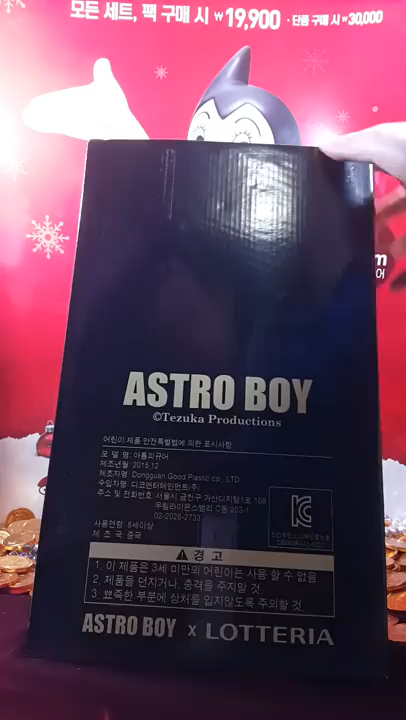 모든 세트, 팩 구매 시 ₩19,900 · 단품 구매 시 ₩30,000
m
어
ASTRO BOY
©Tezuka Productions
어린이 제품 안전특별법에 의한 표시사항
모 델 명: 아톰피규어
제조년월: 2015.12
제조자명: Dongguan Good Plastic co., LTD
수입자명: 디코엔터테인먼트(주)
주소 및 전화번호: 서울시 금천구 가산디지털1로 168
우림라이온스밸리 C동 203-1
02-2026-2733
사용연령: 8세이상
제 조 국: 중국
경 고
1. 이 제품은 3세 미만의 어린이는 사용 할 수 없음
2. 제품을 던지거나, 충격을 주지말 것.
3. 뾰족한 부분에 상처를 입지않도록 주의할 것.
ASTRO BOY x LOTTERIA